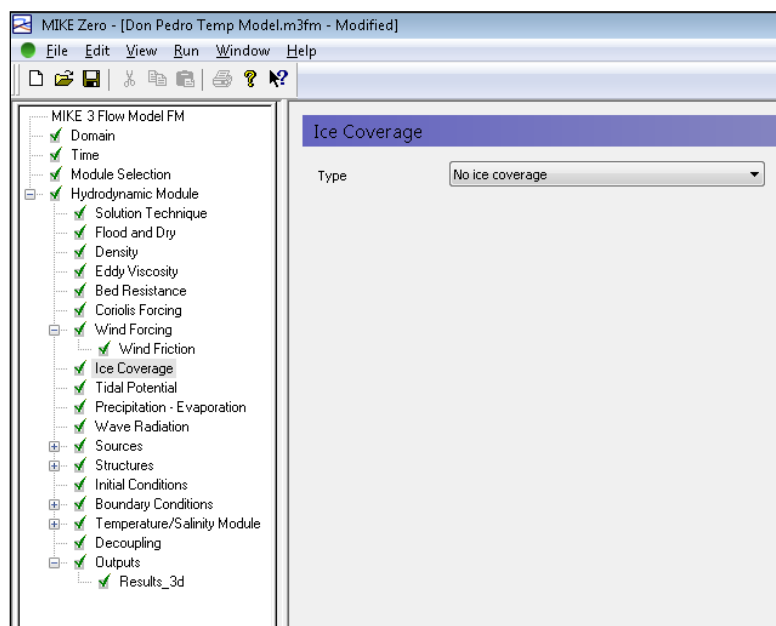 MIKE Zero - [Don Pedro Temp Model.m3fm - Modified]
File Edit View Run Window Help
MIKE 3 Flow Model FM
Domain
Time
Module Selection
Hydrodynamic Module
Solution Technique
Flood and Dry
Density
Eddy Viscosity
Bed Resistance
Coriolis Forcing
Wind Forcing
Wind Friction
Ice Coverage
Tidal Potential
Precipitation - Evaporation
Wave Radiation
Sources
Structures
Initial Conditions
Boundary Conditions
Temperature/Salinity Module
Decoupling
Outputs
Results_3d
Ice Coverage
Type No ice coverage